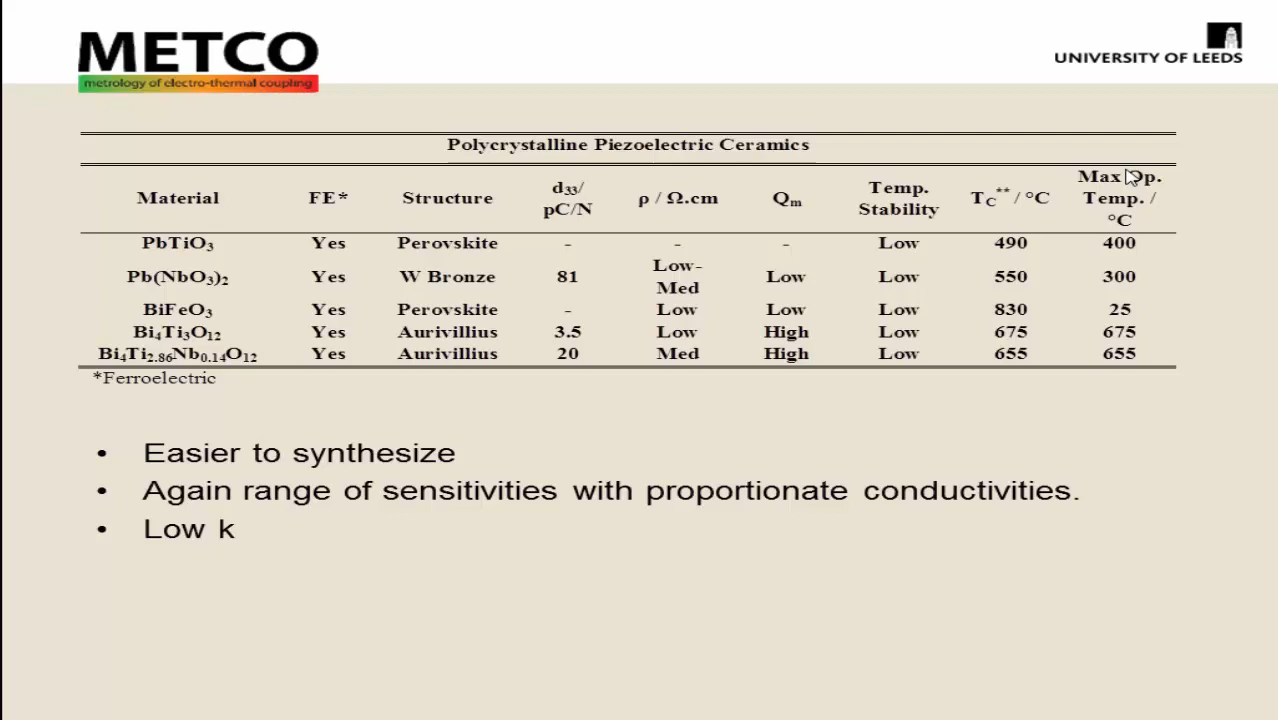 METCO
metrology of electro-thermal coupling
UNIVERSITY OF LEEDS
Polycrystalline Piezoelectric Ceramics
Material FE* Structure d33/ pC/N ρ / Ω.cm Qm Temp. Stability TC** / °C Max Op. Temp. / °C
PbTiO3 Yes Perovskite - - - Low 490 400
Pb(NbO3)2 Yes W Bronze 81 Low-Med Low Low 550 300
BiFeO3 Yes Perovskite - Low Low Low 830 25
Bi4Ti3O12 Yes Aurivillius 3.5 Low High Low 675 675
Bi4Ti2.86Nb0.14O12 Yes Aurivillius 20 Med High Low 655 655
*Ferroelectric
• Easier to synthesize
• Again range of sensitivities with proportionate conductivities.
• Low k